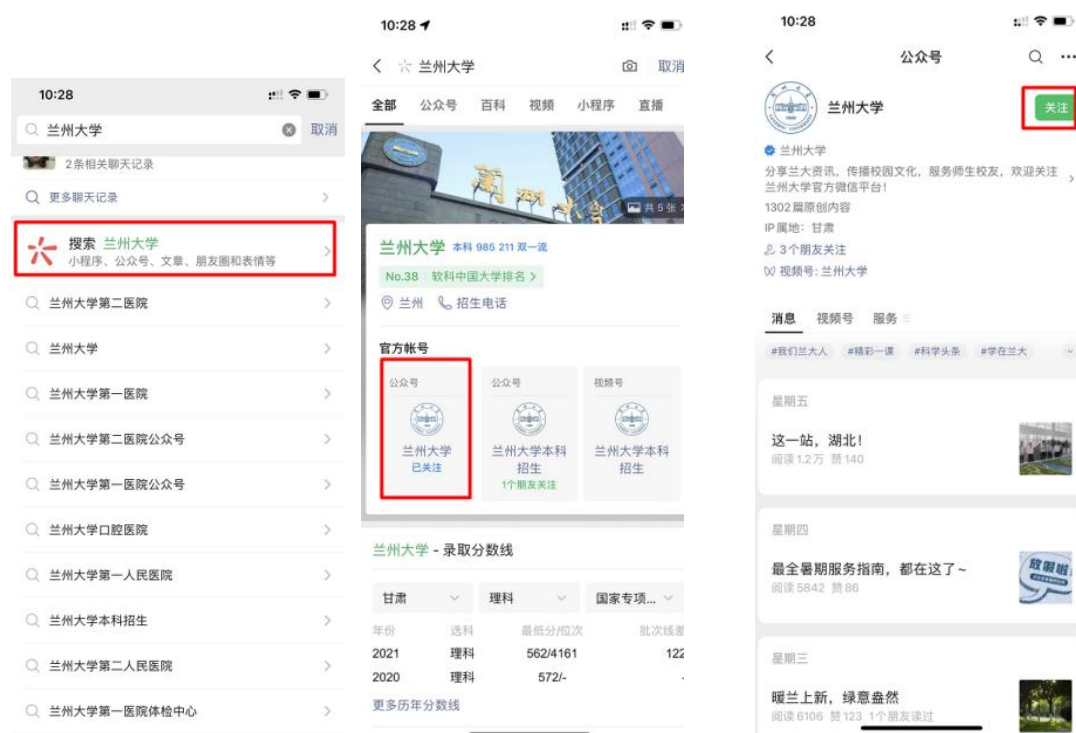 10:28
兰州大学
取消
2条相关聊天记录
更多聊天记录
搜索 兰州大学
小程序、公众号、文章、朋友圈和表情等
兰州大学第二医院
兰州大学
兰州大学第一医院
兰州大学第二医院公众号
兰州大学第一医院公众号
兰州大学口腔医院
兰州大学第一人民医院
兰州大学本科招生
兰州大学第二人民医院
兰州大学第一医院体检中心
10:28
兰州大学
取消
全部 公众号 百科 视频 小程序 直播
蘭州大学
共5张
兰州大学 本科 985 211 双一流
No.38 软科中国大学排名
兰州 招生电话
官方帐号
公众号
兰州大学
已关注
公众号
兰州大学本科
招生
1个朋友关注
视频号
兰州大学本科
招生
兰州大学 - 录取分数线
甘肃 理科 国家专项...
年份 选科 最低分/位次 批次线差
2021 理科 562/4161 122
2020 理科 572/- -
更多历年分数线
10:28
公众号
兰州大学
关注
兰州大学
分享兰大资讯，传播校园文化，服务师生校友，欢迎关注
兰州大学官方微信平台！
1302篇原创内容
IP属地：甘肃
3个朋友关注
视频号: 兰州大学
消息 视频号 服务
#我们兰大人 #精彩一课 #科学头条 #学在兰大
星期五
这一站，湖北！
阅读 1.2万 赞 140
星期四
最全暑期服务指南，都在这了~
阅读 5842 赞 86
放假啦
星期三
暖兰上新，绿意盎然
阅读 6106 赞 123 1个朋友读过